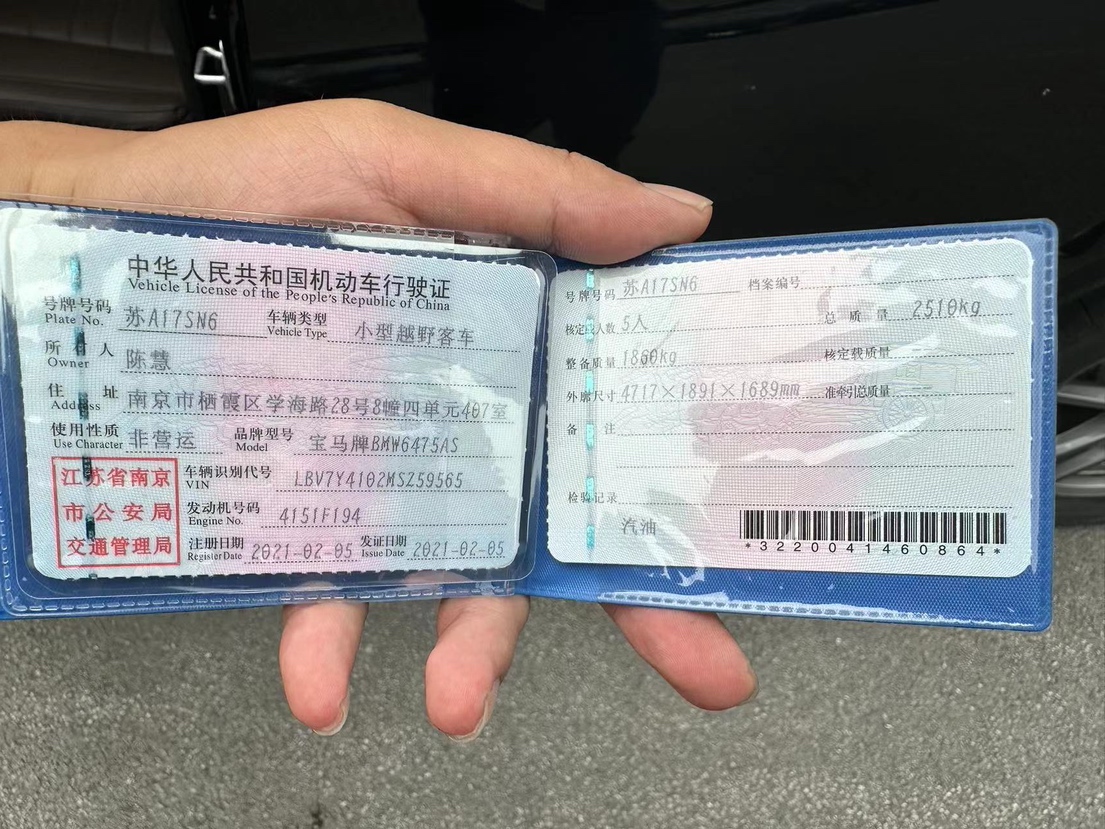 中华人民共和国机动车行驶证
Vehicle License of the People's Republic of China
号牌号码 苏A17SN6 车辆类型 小型越野客车
Plate No. Vehicle Type
所有人 陈慧
Owner
住址 南京市栖霞区学海路28号8幢四单元407室
Address
使用性质 非营运 品牌型号 宝马牌BMW6475AS
Use Character Model
江苏省南京
市公安局
交通管理局
车辆识别代号 LBV7Y4102MSZ59565
VIN
发动机号码 4151F194
Engine No.
注册日期 2021-02-05 发证日期 2021-02-05
Register Date Issue Date
号牌号码 苏A17SN6 档案编号
核定载人数 5人 总质量 2510kg
整备质量 1860kg 核定载质量
外廓尺寸 4717×1891×1689mm 准牵引总质量
备注
检验记录
汽油
*3220041460864*